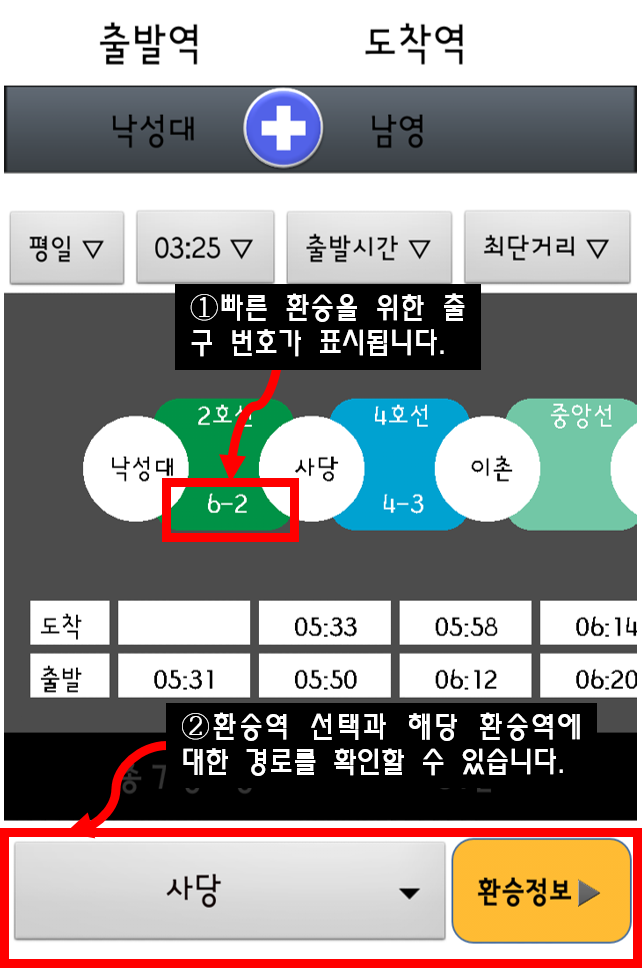 출발역 도착역
낙성대 남영
평일 ▽ 03:25 ▽ 출발시간 ▽ 최단거리 ▽
①빠른 환승을 위한 출
구 번호가 표시됩니다.
2호선 4호선 중앙선
낙성대 사당 이촌
6-2 4-3
도착 05:33 05:58 06:14
출발 05:31 05:50 06:12 06:20
②환승역 선택과 해당 환승역에
대한 경로를 확인할 수 있습니다.
사당 환승정보